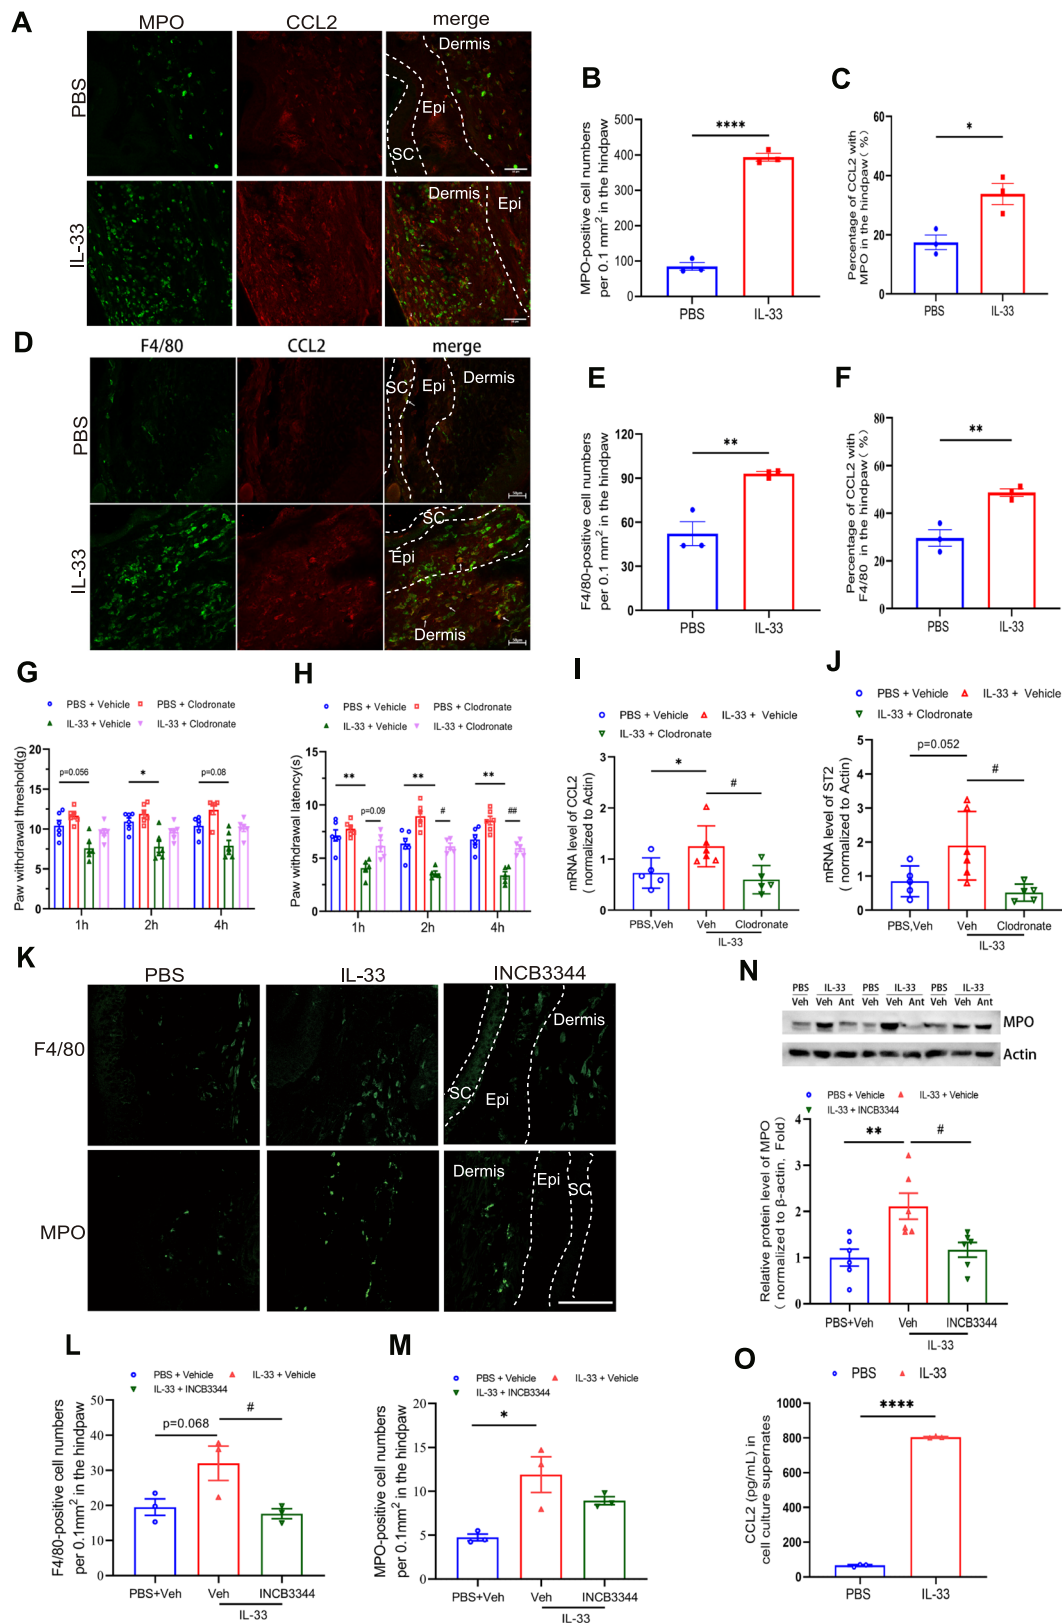 A
MPO
CCL2
merge
PBS
Dermis
Epi
SC
IL-33
Dermis
Epi
B
MPO-positive cell numbers
per 0.1 mm² in the hindpaw
500
400
300
200
100
0
****
PBS
IL-33
C
Percentage of CCL2 with
MPO in the hindpaw (%)
60
40
20
0
*
PBS
IL-33
D
F4/80
CCL2
merge
PBS
SC
Epi
Dermis
IL-33
SC
Epi
Dermis
E
F4/80-positive cell numbers
per 0.1 mm² in the hindpaw
120
90
60
30
0
**
PBS
IL-33
F
Percentage of CCL2 with
F4/80 in the hindpaw (%)
80
60
40
20
0
**
PBS
IL-33
G
PBS + Vehicle
PBS + Clodronate
IL-33 + Vehicle
IL-33 + Clodronate
Paw withdrawal threshold(g)
25
20
15
10
5
0
p=0.056
*
p=0.08
1h
2h
4h
H
PBS + Vehicle
PBS + Clodronate
IL-33 + Vehicle
IL-33 + Clodronate
Paw withdrawal latency(s)
15
10
5
0
**
p=0.09
**
#
**
##
1h
2h
4h
I
PBS + Vehicle
IL-33 + Vehicle
IL-33 + Clodronate
mRNA level of CCL2
( normalized to Actin)
3
2
1
0
*
#
PBS,Veh
Veh
Clodronate
IL-33
J
PBS + Vehicle
IL-33 + Vehicle
IL-33 + Clodronate
mRNA level of ST2
( normalized to Actin)
5
4
3
2
1
0
p=0.052
#
PBS,Veh
Veh
Clodronate
IL-33
K
PBS
IL-33
INCB3344
F4/80
SC
Epi
Dermis
MPO
Dermis
Epi
SC
N
PBS IL-33 PBS IL-33 PBS IL-33
Veh Veh Ant Veh Veh Ant Veh Veh Ant
MPO
Actin
PBS + Vehicle
IL-33 + Vehicle
IL-33 + INCB3344
Relative protein level of MPO
( normalized to β-actin. Fold)
4
3
2
1
0
**
#
PBS+Veh
Veh
INCB3344
IL-33
L
PBS + Vehicle
IL-33 + Vehicle
IL-33 + INCB3344
F4/80-positive cell numbers
per 0.1mm² in the hindpaw
50
40
30
20
10
0
p=0.068
#
PBS+Veh
Veh
INCB3344
IL-33
M
PBS + Vehicle
IL-33 + Vehicle
IL-33 + INCB3344
MPO-positive cell numbers
per 0.1mm² in the hindpaw
20
15
10
5
0
*
PBS+Veh
Veh
INCB3344
IL-33
O
PBS
IL-33
CCL2 (pg/mL) in
cell culture supernates
1000
800
600
400
200
0
****
PBS
IL-33